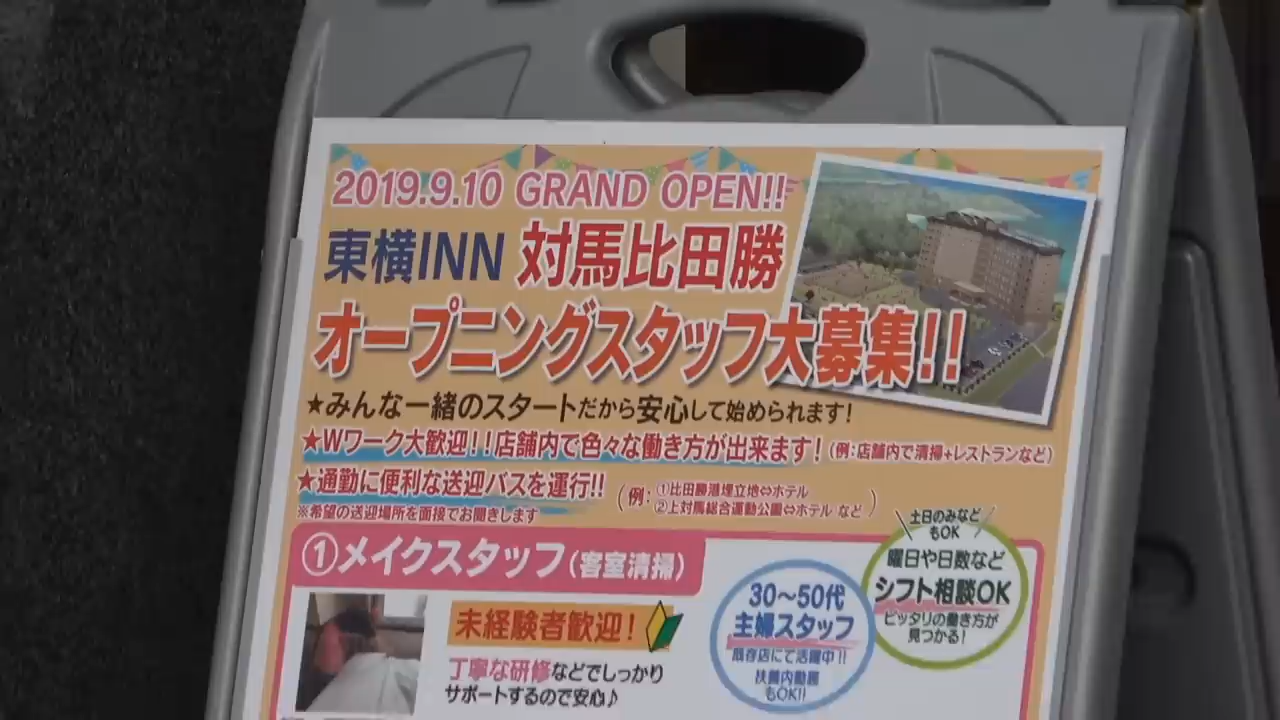 2019.9.10 GRAND OPEN!!
東横INN 対馬比田勝
オープニングスタッフ大募集!!
★みんな一緒のスタートだから安心して始められます!
★Wワーク大歓迎!!店舗内で色々な働き方が出来ます!(例:店舗内で清掃+レストランなど)
★通勤に便利な送迎バスを運行!!
(例:①比田勝港埋立地⇔ホテル
②上対馬総合運動公園⇔ホテル など)
※希望の送迎場所を面接でお聞きします
土日のみなど
もOK
曜日や日数など
シフト相談OK
ピッタリの働き方が
見つかる!
①メイクスタッフ(客室清掃)
30〜50代
主婦スタッフ
既存店にて活躍中!!
扶養内勤務
もOK!!
未経験者歓迎!
丁寧な研修などでしっかり
サポートするので安心♪